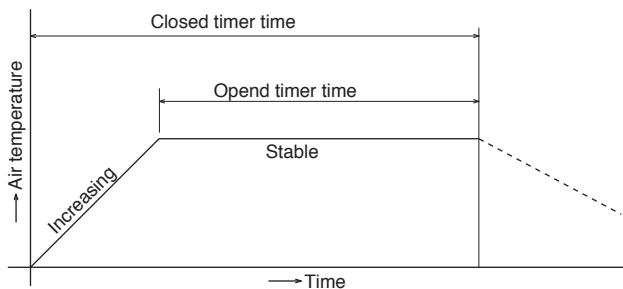 Closed timer time
Opend timer time
Stable
Increasing
Air temperature
Time